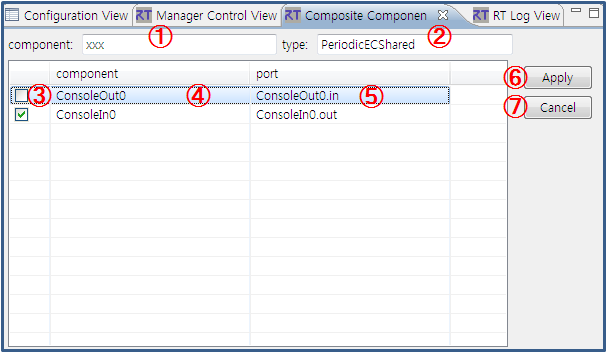 Configuration View RT Manager Control View RT Composite Componen RT RT Log View
component: xxx ① type: PeriodicECShared ②
component port
③ ConsoleOut0 ④ ConsoleOut0.in ⑤
ConsoleIn0 ConsoleIn0.out
⑥ Apply
⑦ Cancel